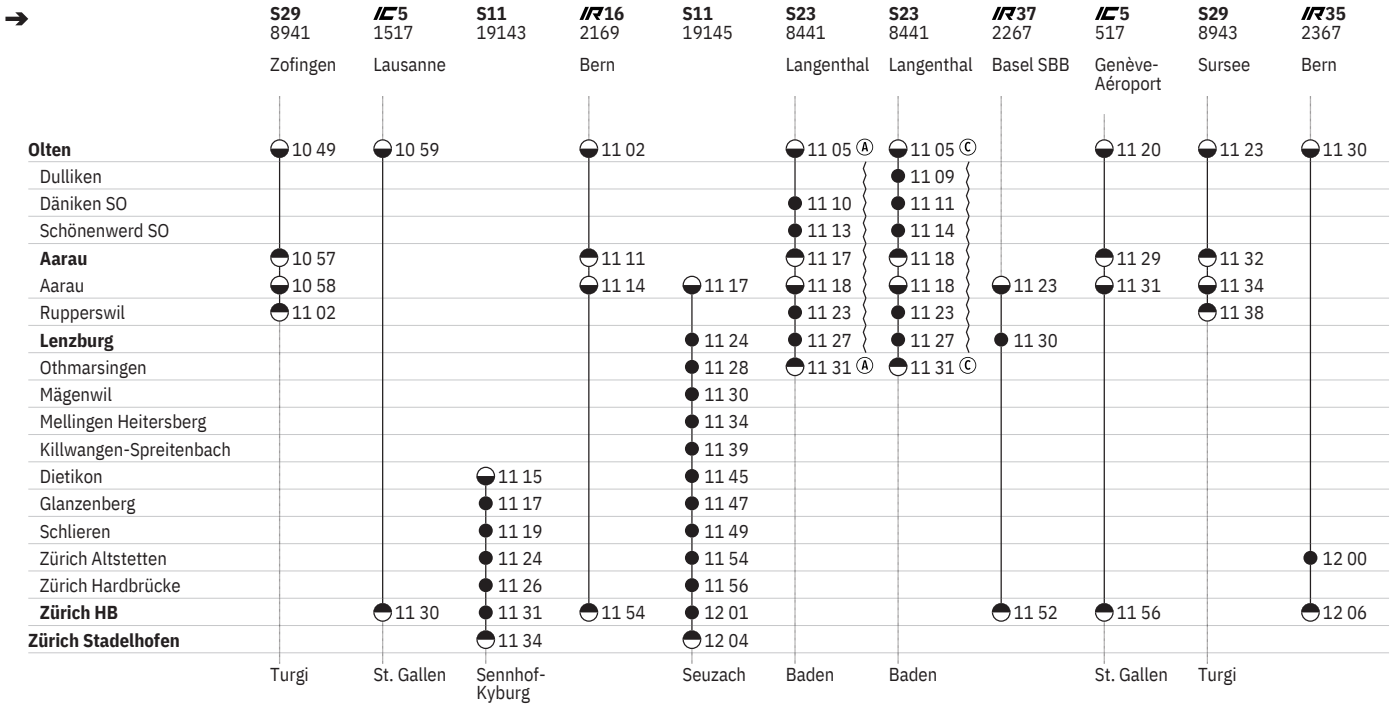 ➔ S29 IC5 S11 IR16 S11 S23 S23 IR37 IC5 S29 IR35
8941 1517 19143 2169 19145 8441 8441 2267 517 8943 2367
Zofingen Lausanne Bern Langenthal Langenthal Basel SBB Genève- Sursee Bern
Aéroport
Olten 10 49 10 59 11 02 11 05 Ⓐ 11 05 Ⓒ 11 20 11 23 11 30
Dulliken 11 09
Däniken SO 11 10 11 11
Schönenwerd SO 11 13 11 14
Aarau 10 57 11 11 11 17 11 18 11 29 11 32
Aarau 10 58 11 14 11 17 11 18 11 18 11 23 11 31 11 34
Rupperswil 11 02 11 23 11 23 11 38
Lenzburg 11 24 11 27 11 27 11 30
Othmarsingen 11 28 11 31 Ⓐ 11 31 Ⓒ
Mägenwil 11 30
Mellingen Heitersberg 11 34
Killwangen-Spreitenbach 11 39
Dietikon 11 15 11 45
Glanzenberg 11 17 11 47
Schlieren 11 19 11 49
Zürich Altstetten 11 24 11 54 12 00
Zürich Hardbrücke 11 26 11 56
Zürich HB 11 30 11 31 11 54 12 01 11 52 11 56 12 06
Zürich Stadelhofen 11 34 12 04
Turgi St. Gallen Sennhof- Seuzach Baden Baden St. Gallen Turgi
Kyburg